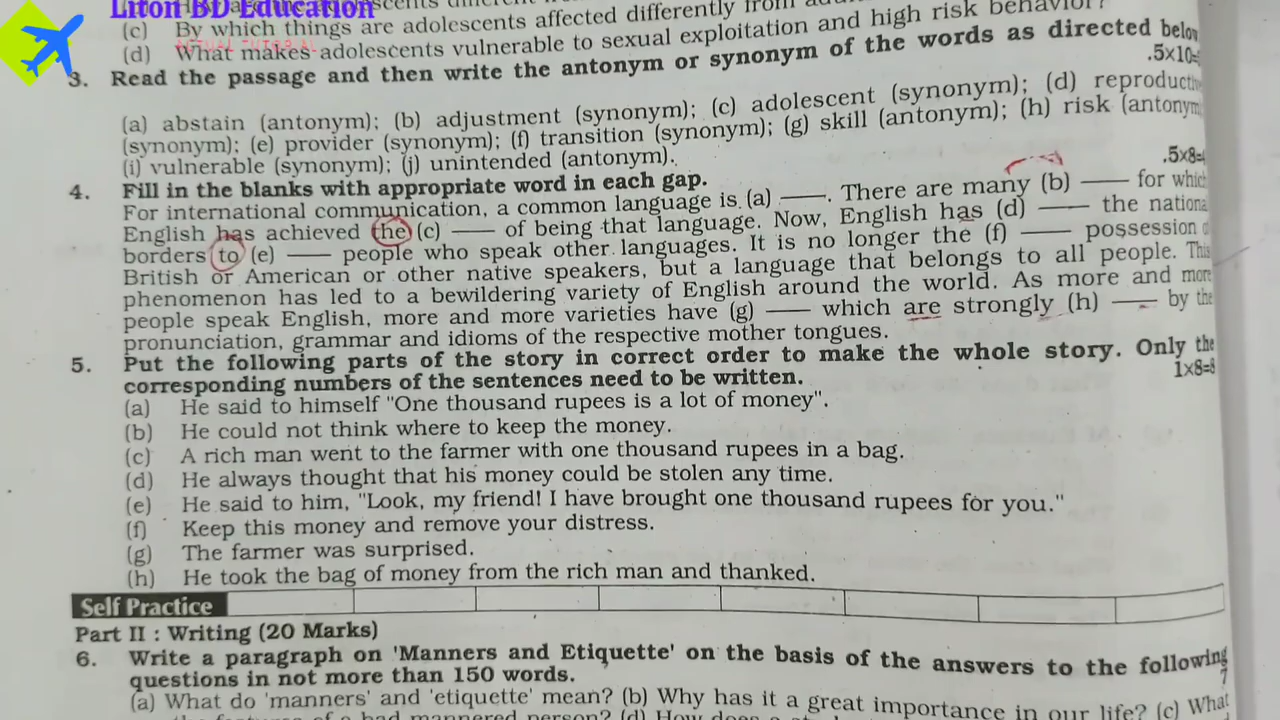 Liton BD Education
scents different from adu
(c) By which things are adolescents affected differently from
(d) What makes adolescents vulnerable to sexual exploitation and high risk behavior?
3. Read the passage and then write the antonym or synonym of the words as directed below
.5×10=
(a) abstain (antonym); (b) adjustment (synonym); (c) adolescent (synonym); (d) reproductive
(synonym); (e) provider (synonym); (f) transition (synonym); (g) skill (antonym); (h) risk (antonym
(i) vulnerable (synonym); (j) unintended (antonym).
4. Fill in the blanks with appropriate word in each gap. .5×8=4
For international communication, a common language is (a) ——. There are many (b) —— for which
English has achieved the (c) —— of being that language. Now, English has (d) —— the national
borders to (e) —— people who speak other languages. It is no longer the (f) —— possession o
British or American or other native speakers, but a language that belongs to all people. This
phenomenon has led to a bewildering variety of English around the world. As more and more
people speak English, more and more varieties have (g) —— which are strongly (h) —— by the
pronunciation, grammar and idioms of the respective mother tongues.
5. Put the following parts of the story in correct order to make the whole story. Only the
corresponding numbers of the sentences need to be written. 1×8=8
(a) He said to himself "One thousand rupees is a lot of money".
(b) He could not think where to keep the money.
(c) A rich man went to the farmer with one thousand rupees in a bag.
(d) He always thought that his money could be stolen any time.
(e) He said to him, "Look, my friend! I have brought one thousand rupees for you."
(f) Keep this money and remove your distress.
(g) The farmer was surprised.
(h) He took the bag of money from the rich man and thanked.
Self Practice
Part II : Writing (20 Marks)
6. Write a paragraph on 'Manners and Etiquette' on the basis of the answers to the following
questions in not more than 150 words. 7
(a) What do 'manners' and 'etiquette' mean? (b) Why has it a great importance in our life? (c) What
the features of a bad mannered person? (d) How does